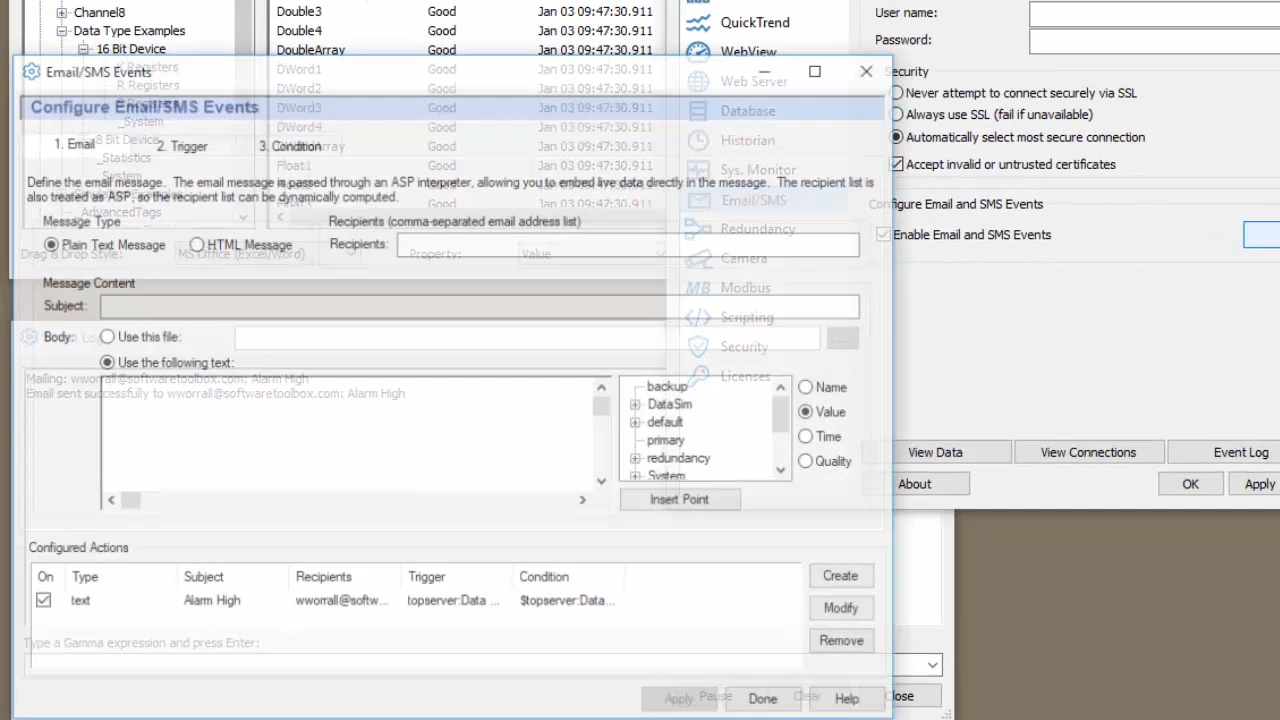 Channel8
Data Type Examples
16 Bit Device
K Registers
R Registers
_System
8 Bit Device
_Statistics
_System
AdvancedTags
Double3 Good Jan 03 09:47:30.911
Double4 Good Jan 03 09:47:30.911
DoubleArray Good Jan 03 09:47:30.911
DWord1 Good Jan 03 09:47:30.911
DWord2 Good Jan 03 09:47:30.911
DWord3 Good Jan 03 09:47:30.911
DWord4 Good Jan 03 09:47:30.911
Good Jan 03 09:47:30.911
Float1 Good Jan 03 09:47:30.911
Drag & Drop Style: MS Office (Excel/Word) Property: Value
QuickTrend
WebView
Web Server
Database
Historian
Sys. Monitor
Email/SMS
Redundancy
Camera
Modbus
Scripting
Security
Licenses
User name:
Password:
Security
Never attempt to connect securely via SSL
Always use SSL (fail if unavailable)
Automatically select most secure connection
Accept invalid or untrusted certificates
Configure Email and SMS Events
Enable Email and SMS Events
View Data View Connections Event Log
About OK Apply
Email/SMS Events
Configure Email/SMS Events
1. Email 2. Trigger 3. Condition
Define the email message. The email message is passed through an ASP interpreter, allowing you to embed live data directly in the message. The recipient list is
also treated as ASP, so the recipient list can be dynamically computed.
Message Type
Plain Text Message HTML Message
Recipients (comma-separated email address list)
Recipients:
Message Content
Subject:
Body: Use this file: ...
Use the following text:
backup
DataSim
default
primary
redundancy
System
Name
Value
Time
Quality
Insert Point
Mailing: wworrall@softwaretoolbox.com: Alarm High
Email sent successfully to wworrall@softwaretoolbox.com: Alarm High
Configured Actions
On Type Subject Recipients Trigger Condition
text Alarm High wworrall@softw... topserver:Data ... $topserver:Data...
Create
Modify
Remove
Type a Gamma expression and press Enter:
Apply Done Help
Pause Clear Close